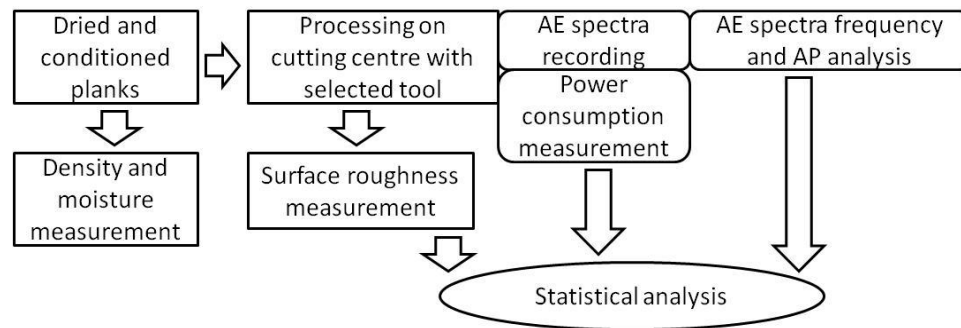 Dried and
conditioned
planks
Processing on
cutting centre with
selected tool
AE spectra
recording
AE spectra frequency
and AP analysis
Power
consumption
measurement
Density and
moisture
measurement
Surface roughness
measurement
Statistical analysis